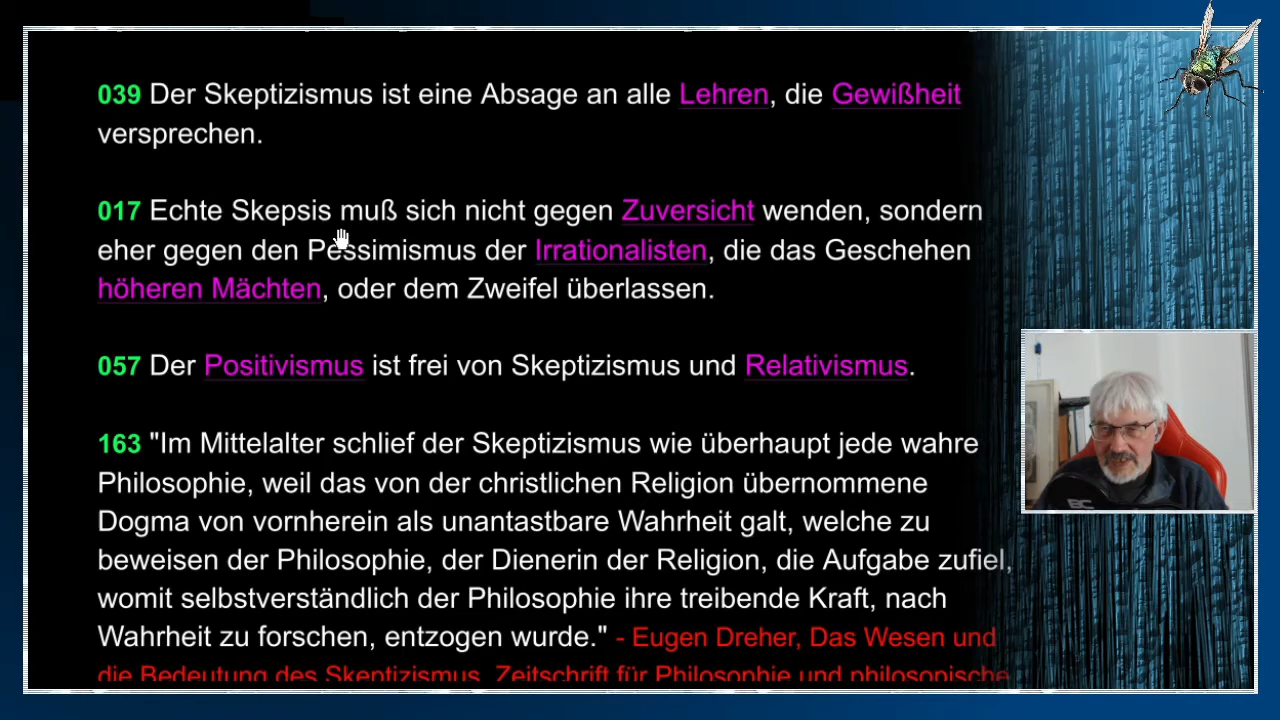 039 Der Skeptizismus ist eine Absage an alle Lehren, die Gewißheit
versprechen.
017 Echte Skepsis muß sich nicht gegen Zuversicht wenden, sondern
eher gegen den Pessimismus der Irrationalisten, die das Geschehen
höheren Mächten, oder dem Zweifel überlassen.
057 Der Positivismus ist frei von Skeptizismus und Relativismus.
163 "Im Mittelalter schlief der Skeptizismus wie überhaupt jede wahre
Philosophie, weil das von der christlichen Religion übernommene
Dogma von vornherein als unantastbare Wahrheit galt, welche zu
beweisen der Philosophie, der Dienerin der Religion, die Aufgabe zufiel,
womit selbstverständlich der Philosophie ihre treibende Kraft, nach
Wahrheit zu forschen, entzogen wurde." - Eugen Dreher, Das Wesen und
die Bedeutung des Skeptizismus, Zeitschrift für Philosophie und philosopische